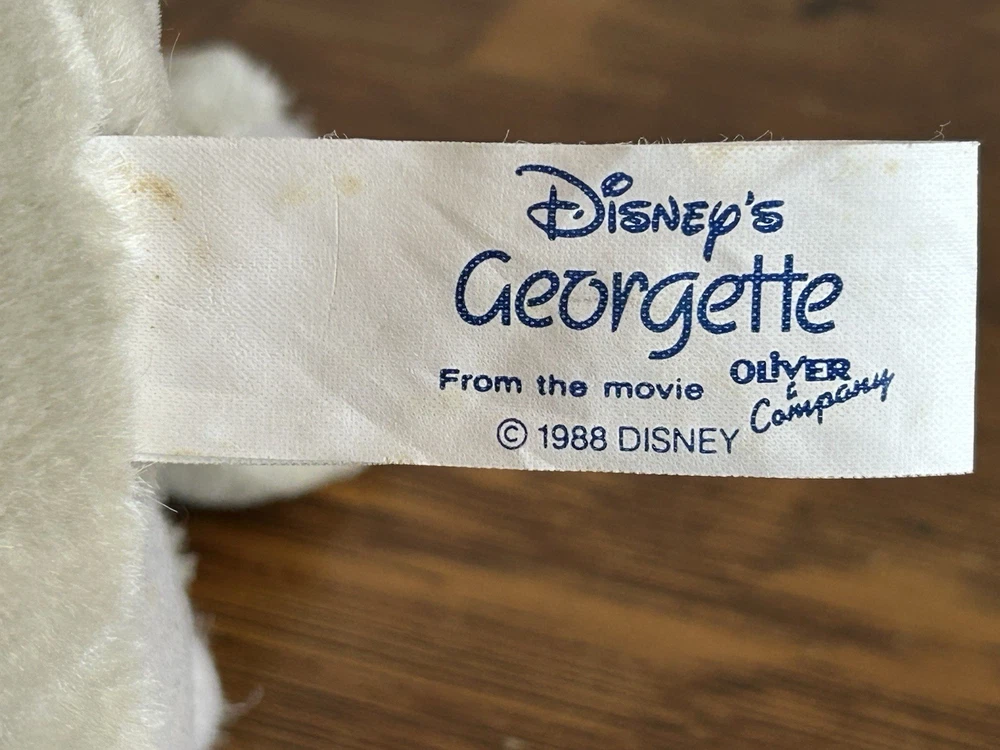 Disney's
Georgette
From the movie OLIVER & Company
© 1988 DISNEY